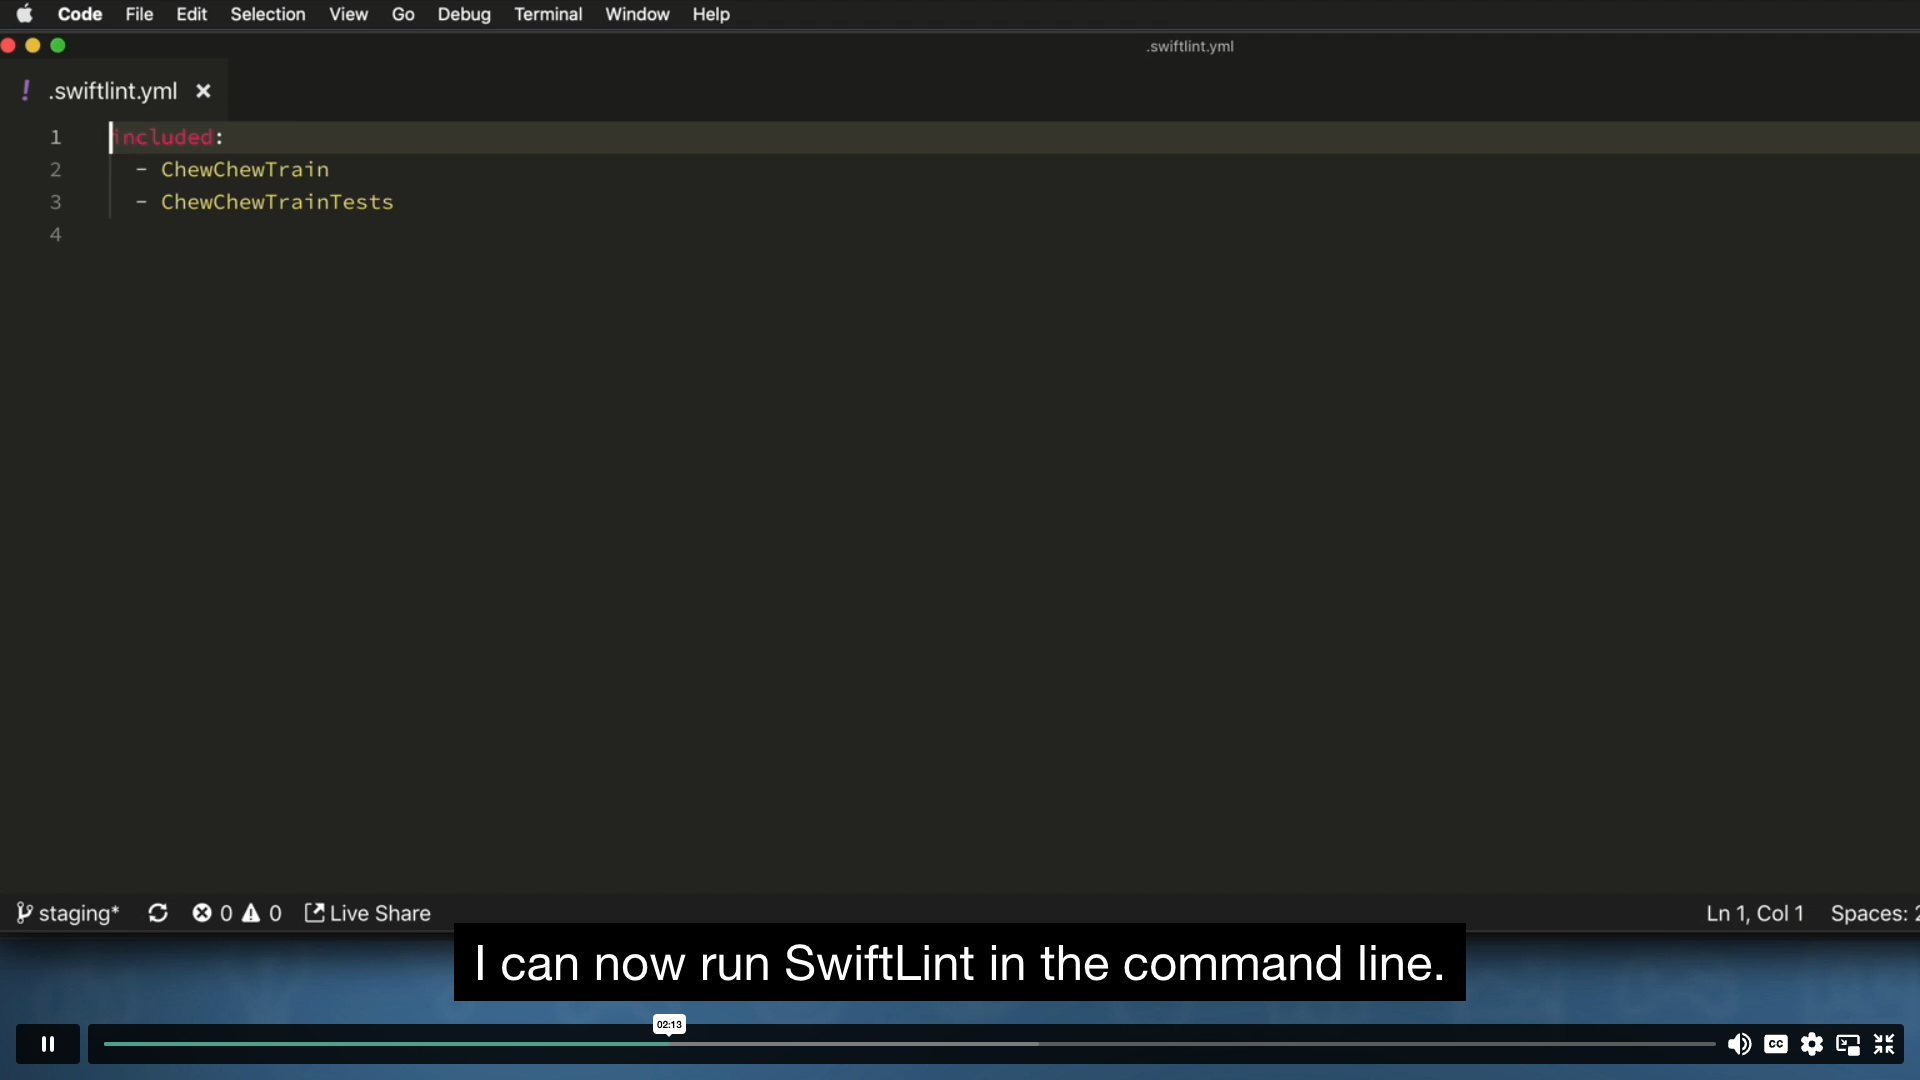 Code File Edit Selection View Go Debug Terminal Window Help
.swiftlint.yml
! .swiftlint.yml ×
1 included:
2 - ChewChewTrain
3 - ChewChewTrainTests
4
staging* 0 0 Live Share Ln 1, Col 1 Spaces: 2
I can now run SwiftLint in the command line.
02:13
CC